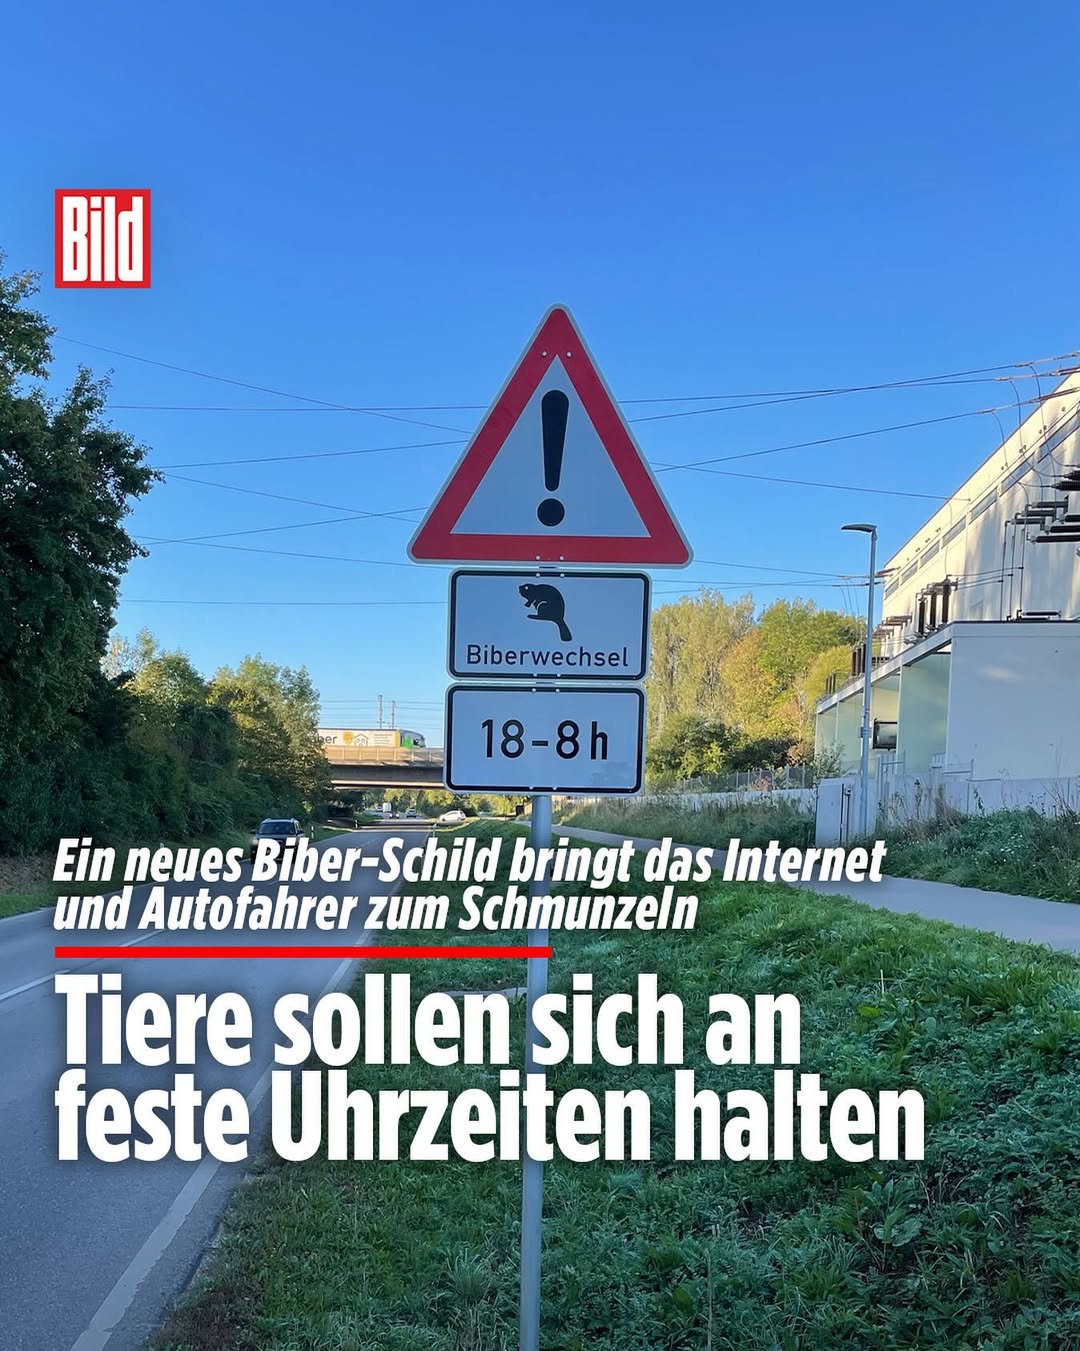 Bild
Biberwechsel
18-8h
Ein neues Biber-Schild bringt das Internet
und Autofahrer zum Schmunzeln
Tiere sollen sich an
feste Uhrzeiten halten